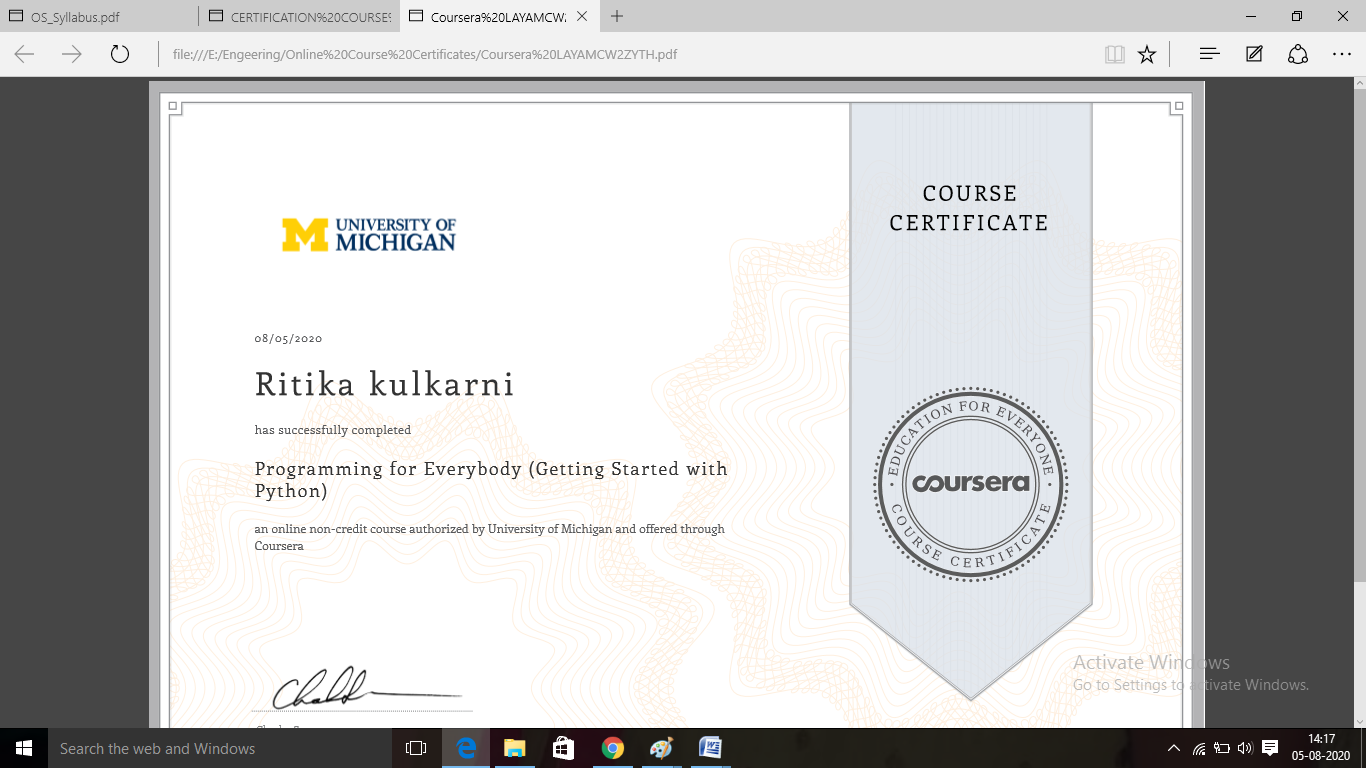 OS_Syllabus.pdf
CERTIFICATION%20COURSE
Coursera%20LAYAMCW
file:///E:/Engeering/Online%20Course%20Certificates/Coursera%20LAYAMCW2ZYTH.pdf
COURSE
CERTIFICATE
UNIVERSITY OF
MICHIGAN
08/05/2020
Ritika kulkarni
has successfully completed
Programming for Everybody (Getting Started with
Python)
an online non-credit course authorized by University of Michigan and offered through
Coursera
EDUCATION FOR EVERYONE
coursera
COURSE CERTIFICATE
Activate Windows
Go to Settings to activate Windows.
Search the web and Windows
14:17
05-08-2020